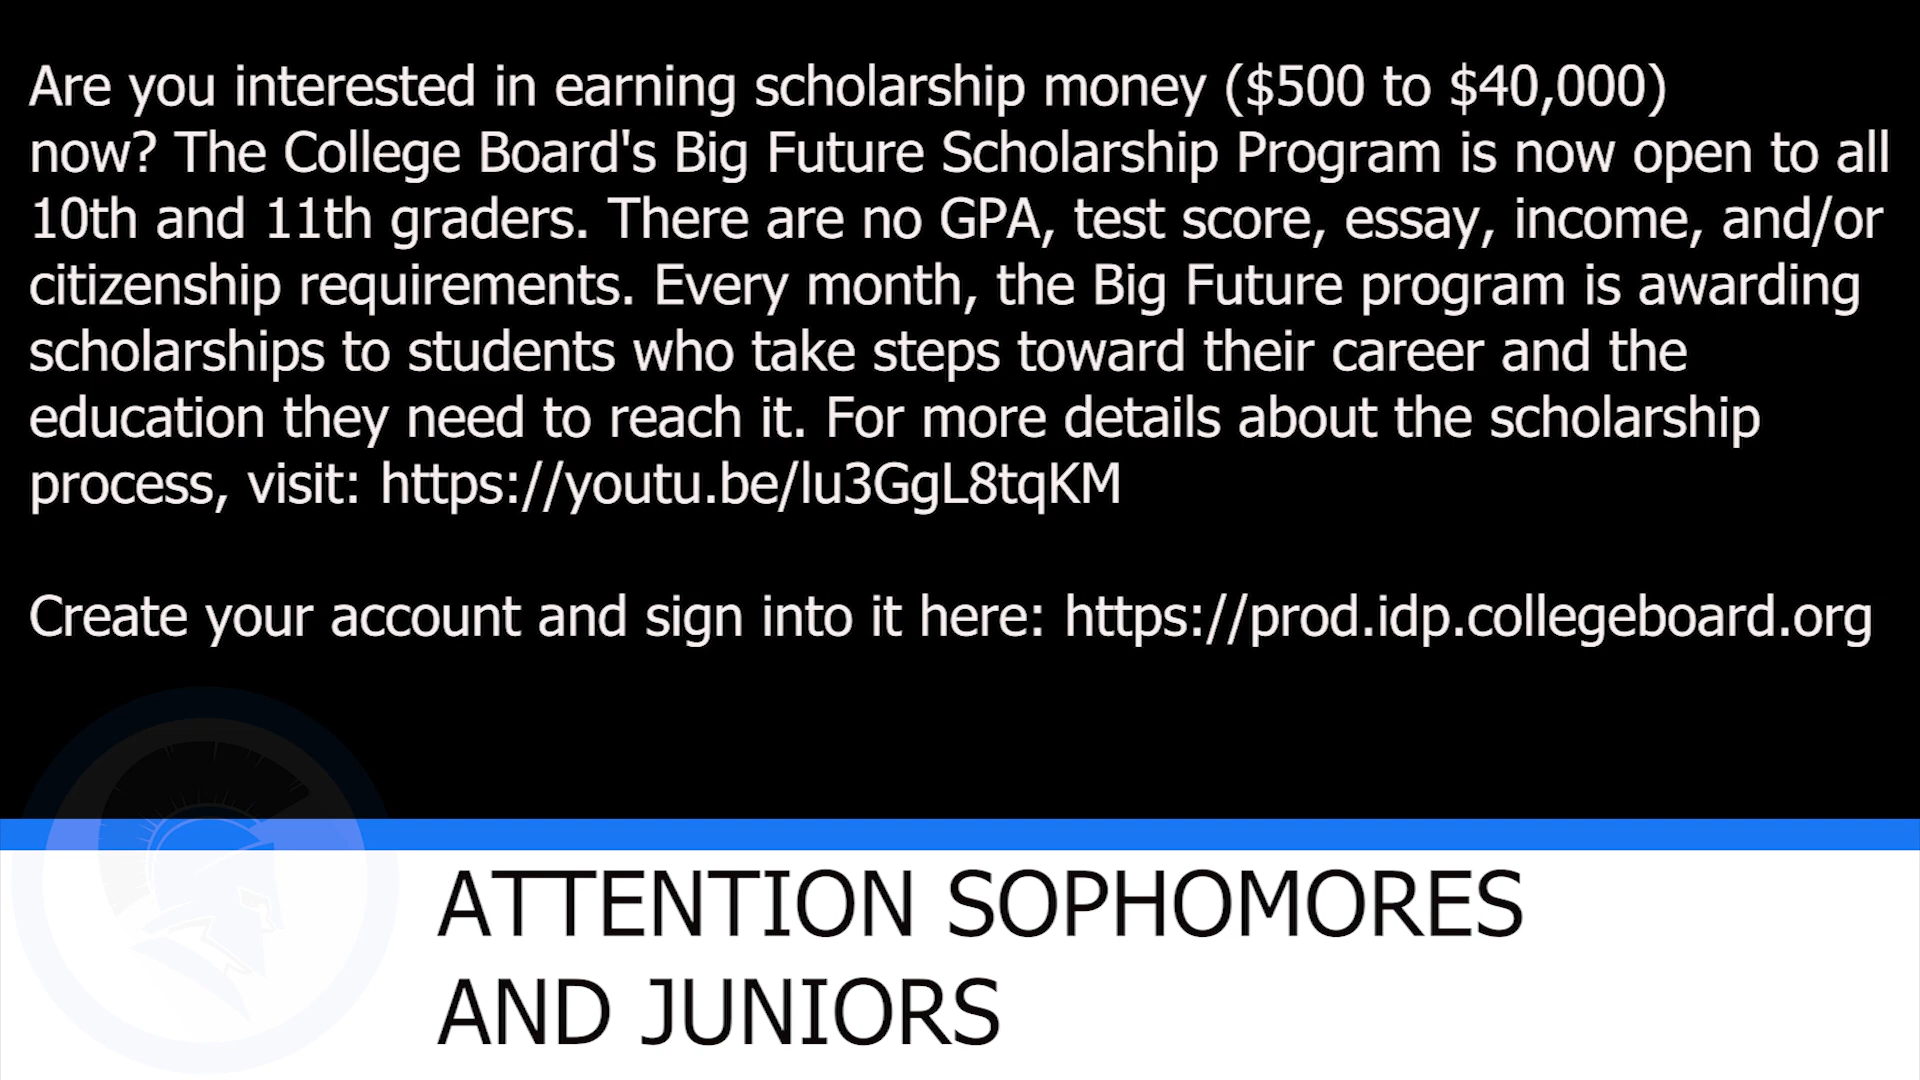 Are you interested in earning scholarship money ($500 to $40,000)
now? The College Board's Big Future Scholarship Program is now open to all
10th and 11th graders. There are no GPA, test score, essay, income, and/or
citizenship requirements. Every month, the Big Future program is awarding
scholarships to students who take steps toward their career and the
education they need to reach it. For more details about the scholarship
process, visit: https://youtu.be/lu3GgL8tqKM
Create your account and sign into it here: https://prod.idp.collegeboard.org
ATTENTION SOPHOMORES
AND JUNIORS